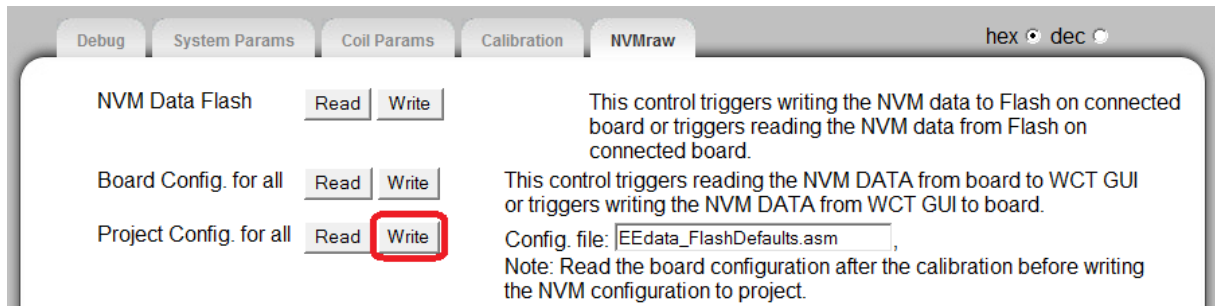 Debug System Params Coil Params Calibration NVMraw hex dec
NVM Data Flash Read Write This control triggers writing the NVM data to Flash on connected
board or triggers reading the NVM data from Flash on
connected board.
Board Config. for all Read Write This control triggers reading the NVM DATA from board to WCT GUI
or triggers writing the NVM DATA from WCT GUI to board.
Project Config. for all Read Write Config. file: EEdata_FlashDefaults.asm ,
Note: Read the board configuration after the calibration before writing
the NVM configuration to project.